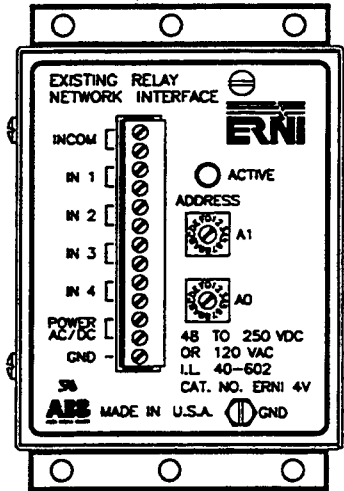 EXISTING RELAY
NETWORK INTERFACE
ERNI
INCOM
IN 1
IN 2
IN 3
IN 4
POWER
AC/DC
GND
ACTIVE
ADDRESS
A1
A0
48 TO 250 VDC
OR 120 VAC
I.L. 40-602
CAT. NO. ERNI 4V
ABB
MADE IN U.S.A.
GND